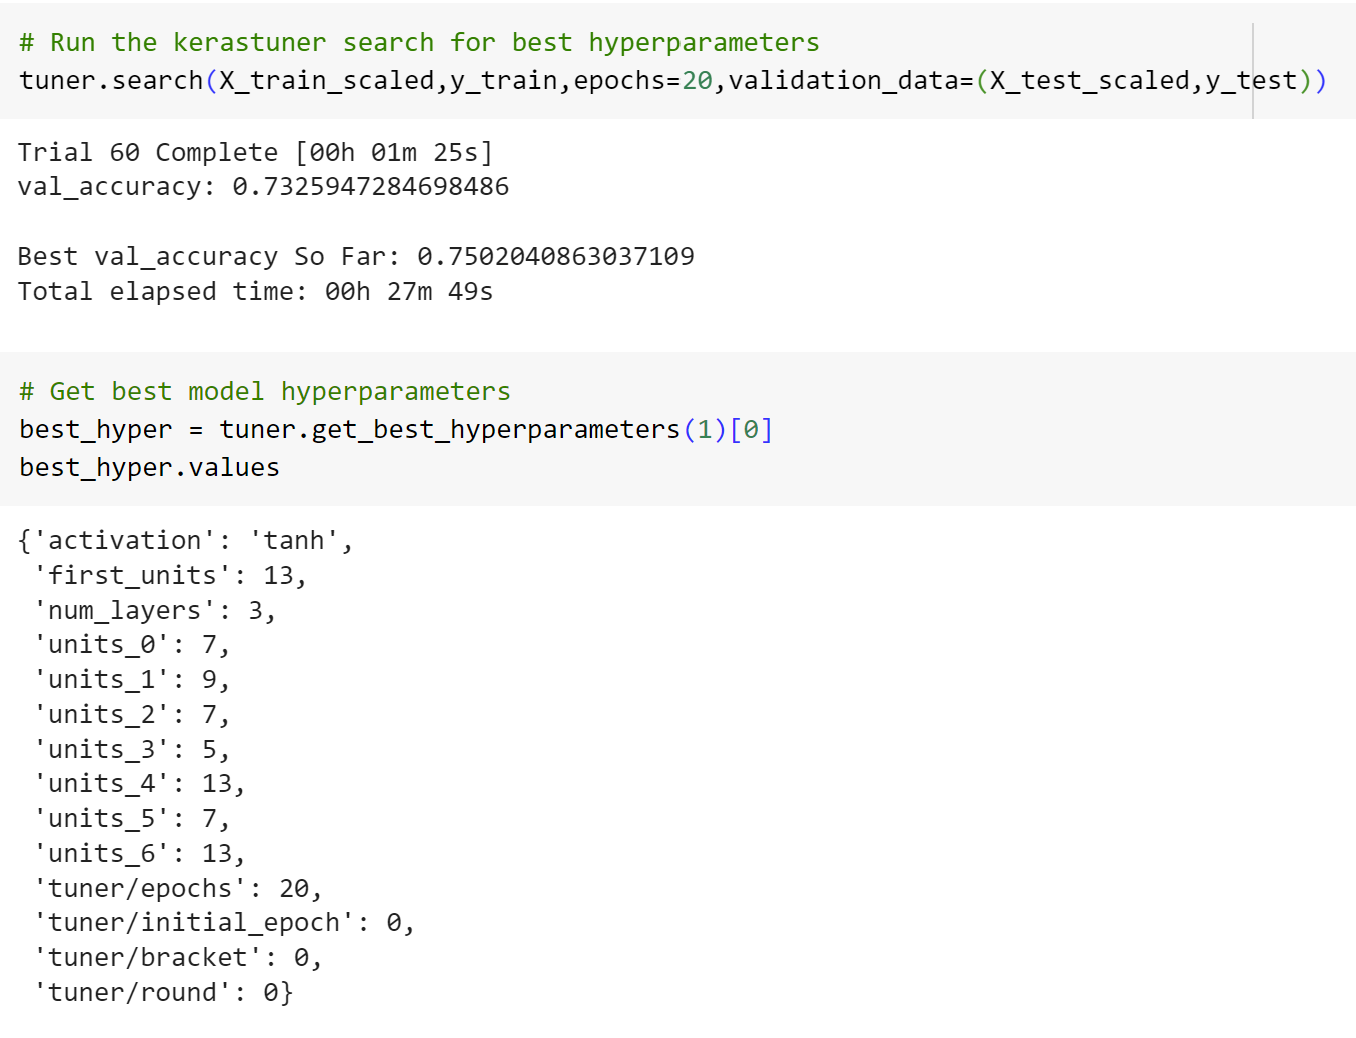 # Run the kerastuner search for best hyperparameters
tuner.search(X_train_scaled,y_train,epochs=20,validation_data=(X_test_scaled,y_test))
Trial 60 Complete [00h 01m 25s]
val_accuracy: 0.7325947284698486
Best val_accuracy So Far: 0.7502040863037109
Total elapsed time: 00h 27m 49s
# Get best model hyperparameters
best_hyper = tuner.get_best_hyperparameters(1)[0]
best_hyper.values
{'activation': 'tanh',
 'first_units': 13,
 'num_layers': 3,
 'units_0': 7,
 'units_1': 9,
 'units_2': 7,
 'units_3': 5,
 'units_4': 13,
 'units_5': 7,
 'units_6': 13,
 'tuner/epochs': 20,
 'tuner/initial_epoch': 0,
 'tuner/bracket': 0,
 'tuner/round': 0}